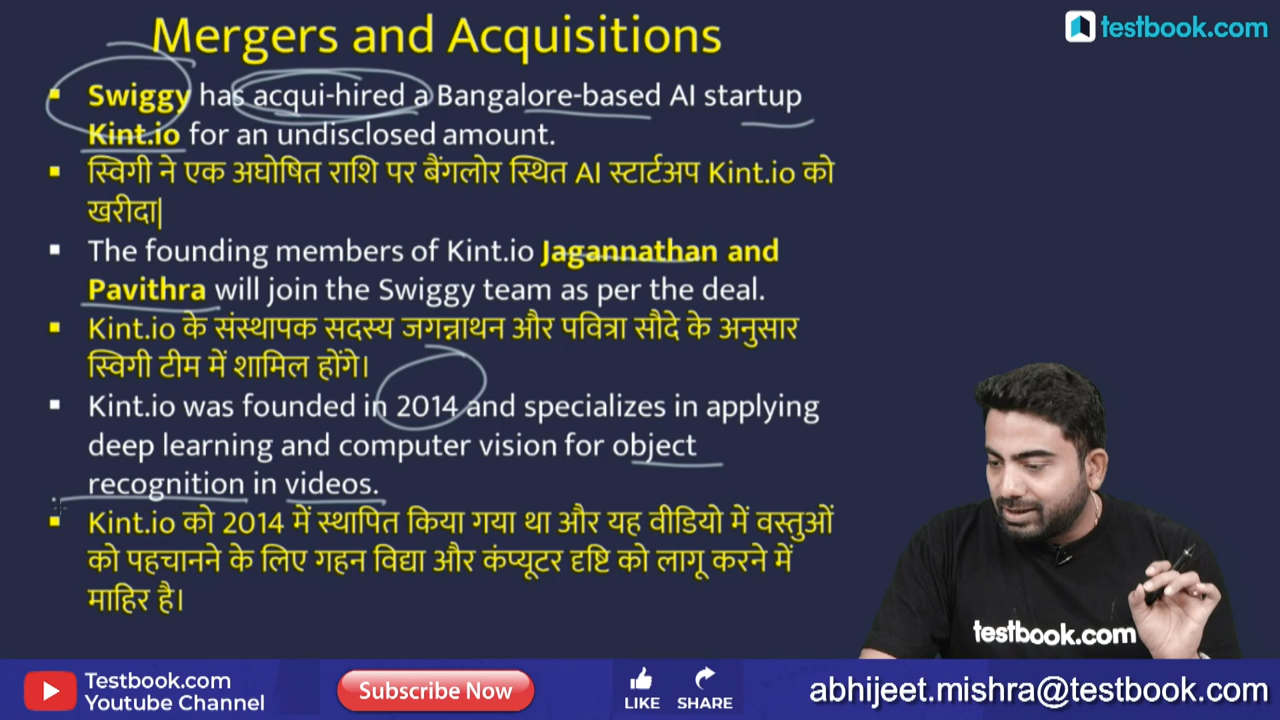 Mergers and Acquisitions
testbook.com
▪ Swiggy has acqui-hired a Bangalore-based AI startup
Kint.io for an undisclosed amount.
▪ स्विगी ने एक अघोषित राशि पर बैंगलोर स्थित AI स्टार्टअप Kint.io को
खरीदा|
▪ The founding members of Kint.io Jagannathan and
Pavithra will join the Swiggy team as per the deal.
▪ Kint.io के संस्थापक सदस्य जगन्नाथन और पवित्रा सौदे के अनुसार
स्विगी टीम में शामिल होंगे।
▪ Kint.io was founded in 2014 and specializes in applying
deep learning and computer vision for object
recognition in videos.
▪ Kint.io को 2014 में स्थापित किया गया था और यह वीडियो में वस्तुओं
को पहचानने के लिए गहन विद्या और कंप्यूटर दृष्टि को लागू करने में
माहिर है।
testbook.com
Testbook.com
Youtube Channel
Subscribe Now
LIKE
SHARE
abhijeet.mishra@testbook.com